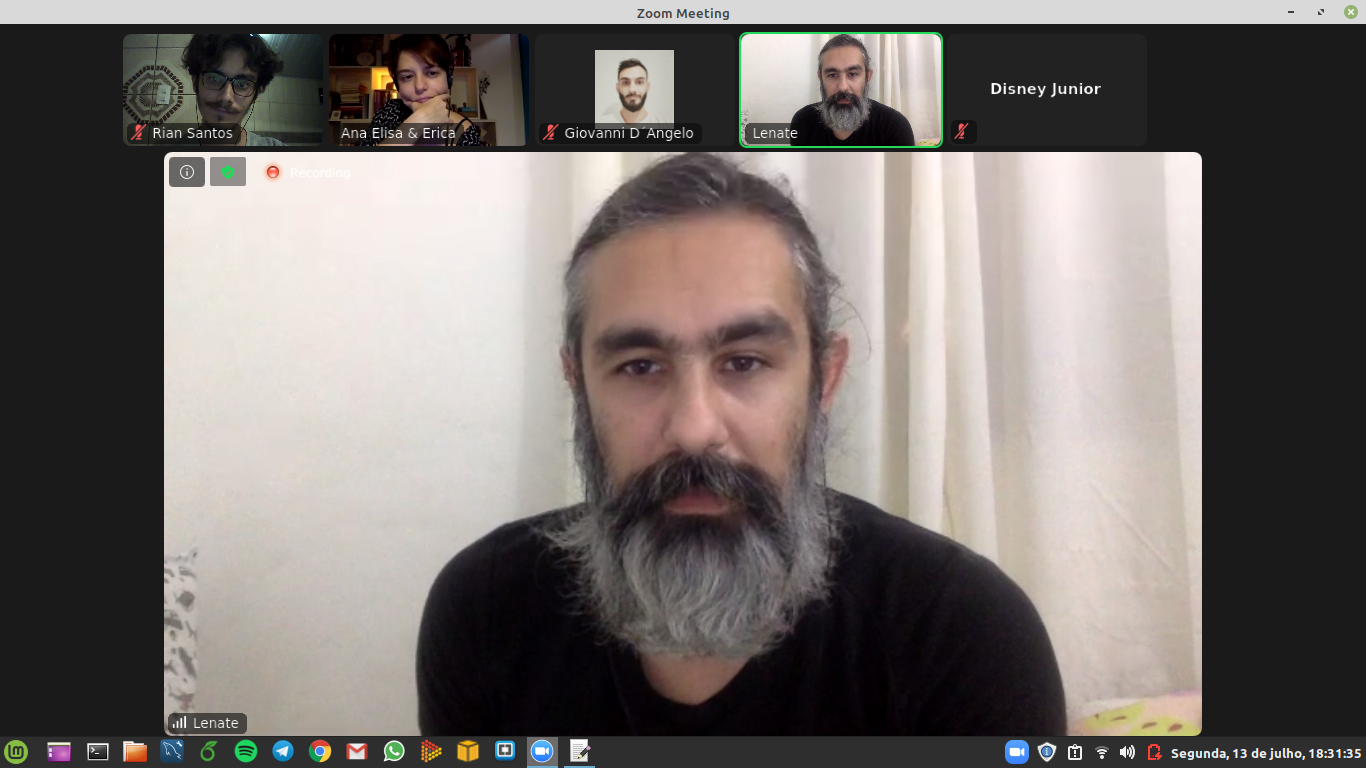 Zoom Meeting
Rian Santos
Ana Elisa & Erica
Giovanni D´Angelo
Lenate
Disney Junior
Recording
Lenate
Segunda, 13 de julho, 18:31:35